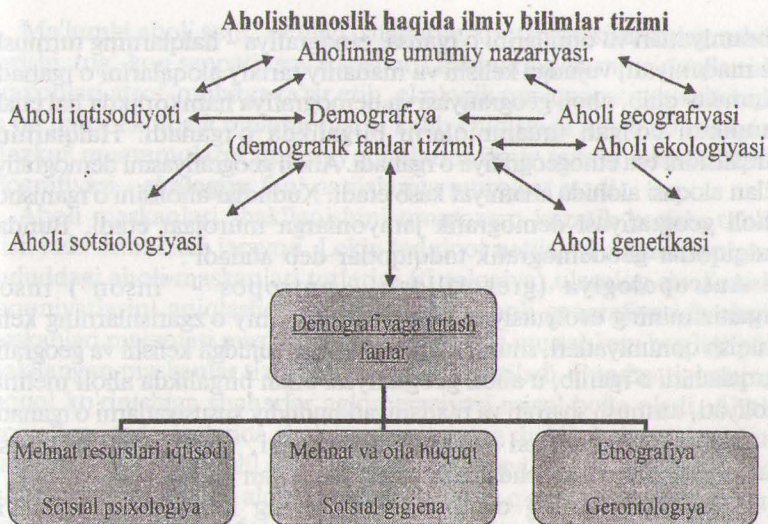 Aholishunoslik haqida ilmiy bilimlar tizimi
Aholining umumiy nazariyasi.
Aholi iqtisodiyoti Demografiya Aholi geografiyasi
(demografik fanlar tizimi) Aholi ekologiyasi
Aholi sotsiologiyasi Aholi genetikasi
Demografiyaga tutash
fanlar
Mehnat resurslari iqtisodi
Sotsial psixologiya
Mehnat va oila huquqi
Sotsial gigiena
Etnografiya
Gerontologiya